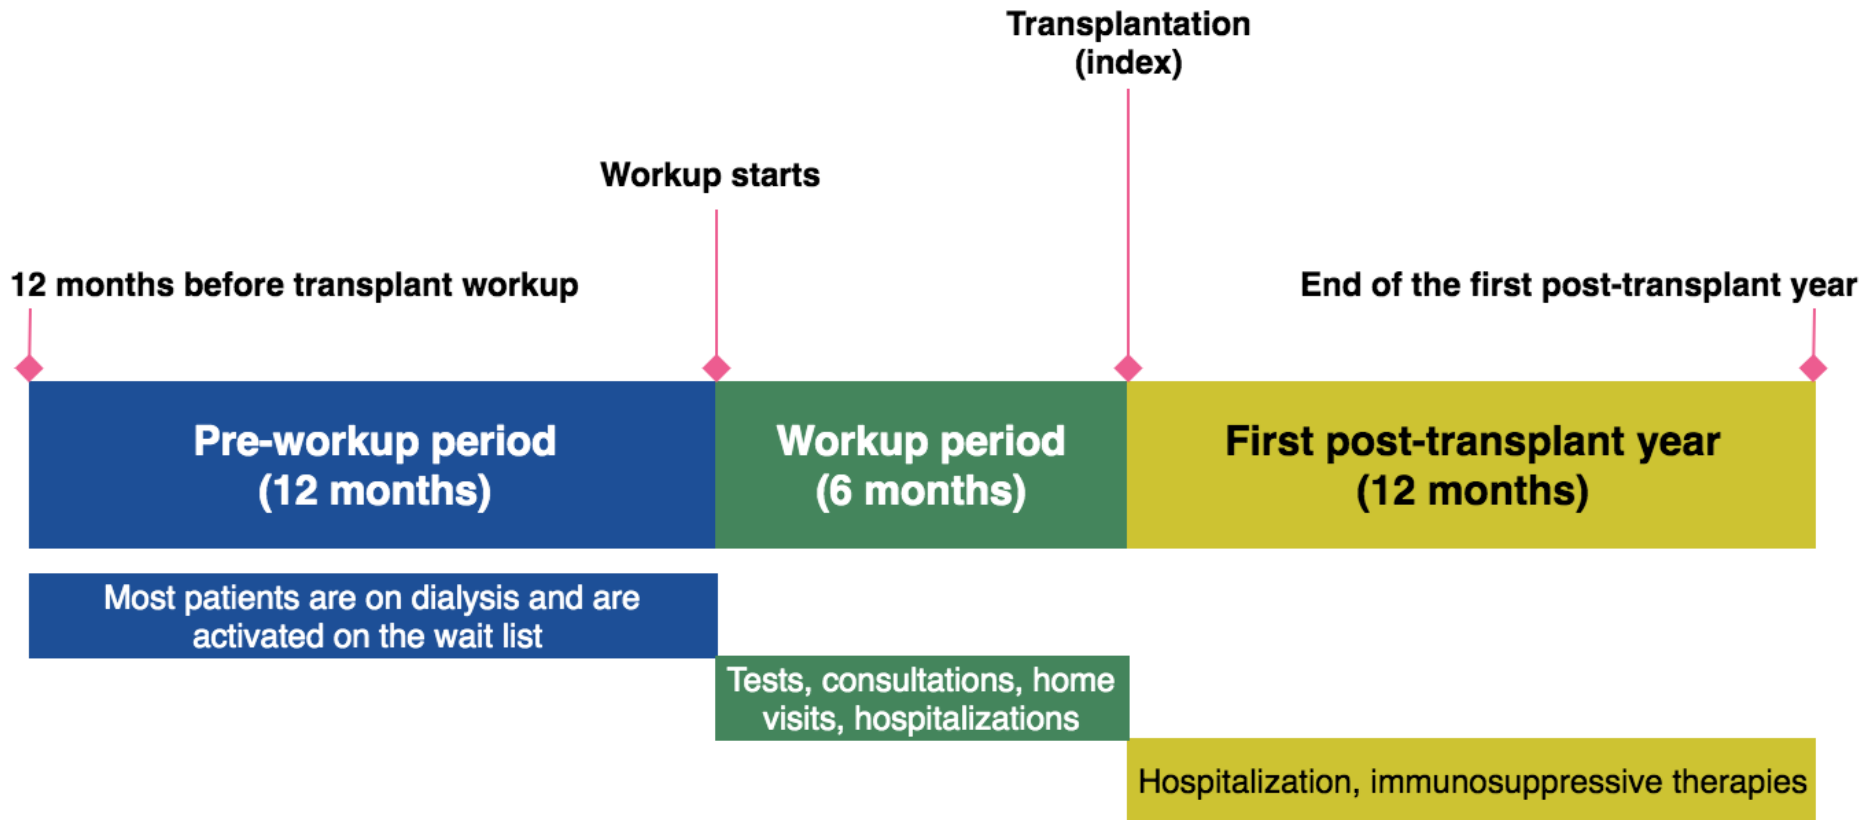 Transplantation
(index)
Workup starts
12 months before transplant workup
End of the first post-transplant year
Pre-workup period
(12 months)
Workup period
(6 months)
First post-transplant year
(12 months)
Most patients are on dialysis and are
activated on the wait list
Tests, consultations, home
visits, hospitalizations
Hospitalization, immunosuppressive therapies